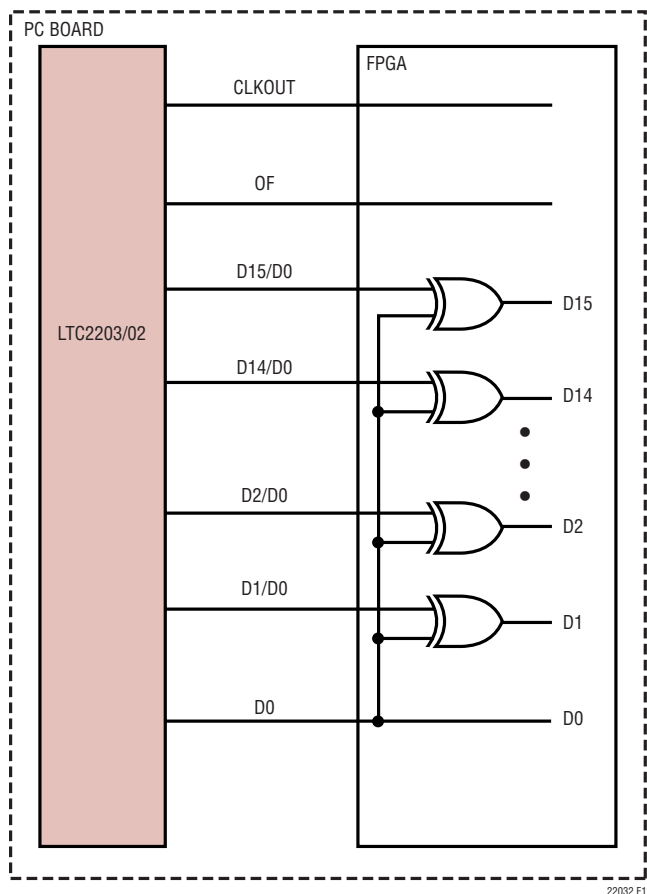 PC BOARD
FPGA
CLKOUT
OF
D15/D0
D15
LTC2203/02
D14/D0
D14
D2/D0
D2
D1/D0
D1
D0
D0
22032 F1